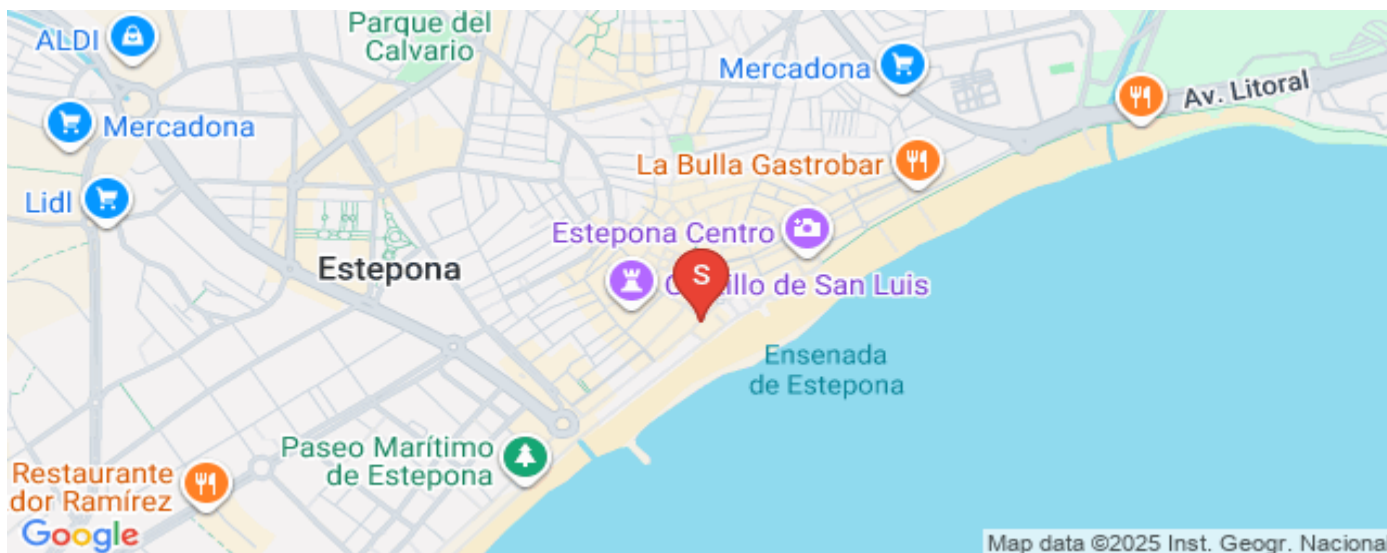 ALDI
Parque del
Calvario
Mercadona
Av. Litoral
Mercadona
La Bulla Gastrobar
Lidl
Estepona Centro
Estepona
S
illo de San Luis
Ensenada
de Estepona
Paseo Marítimo
de Estepona
Restaurante
dor Ramírez
Google
Map data ©2025 Inst. Geogr. Naciona